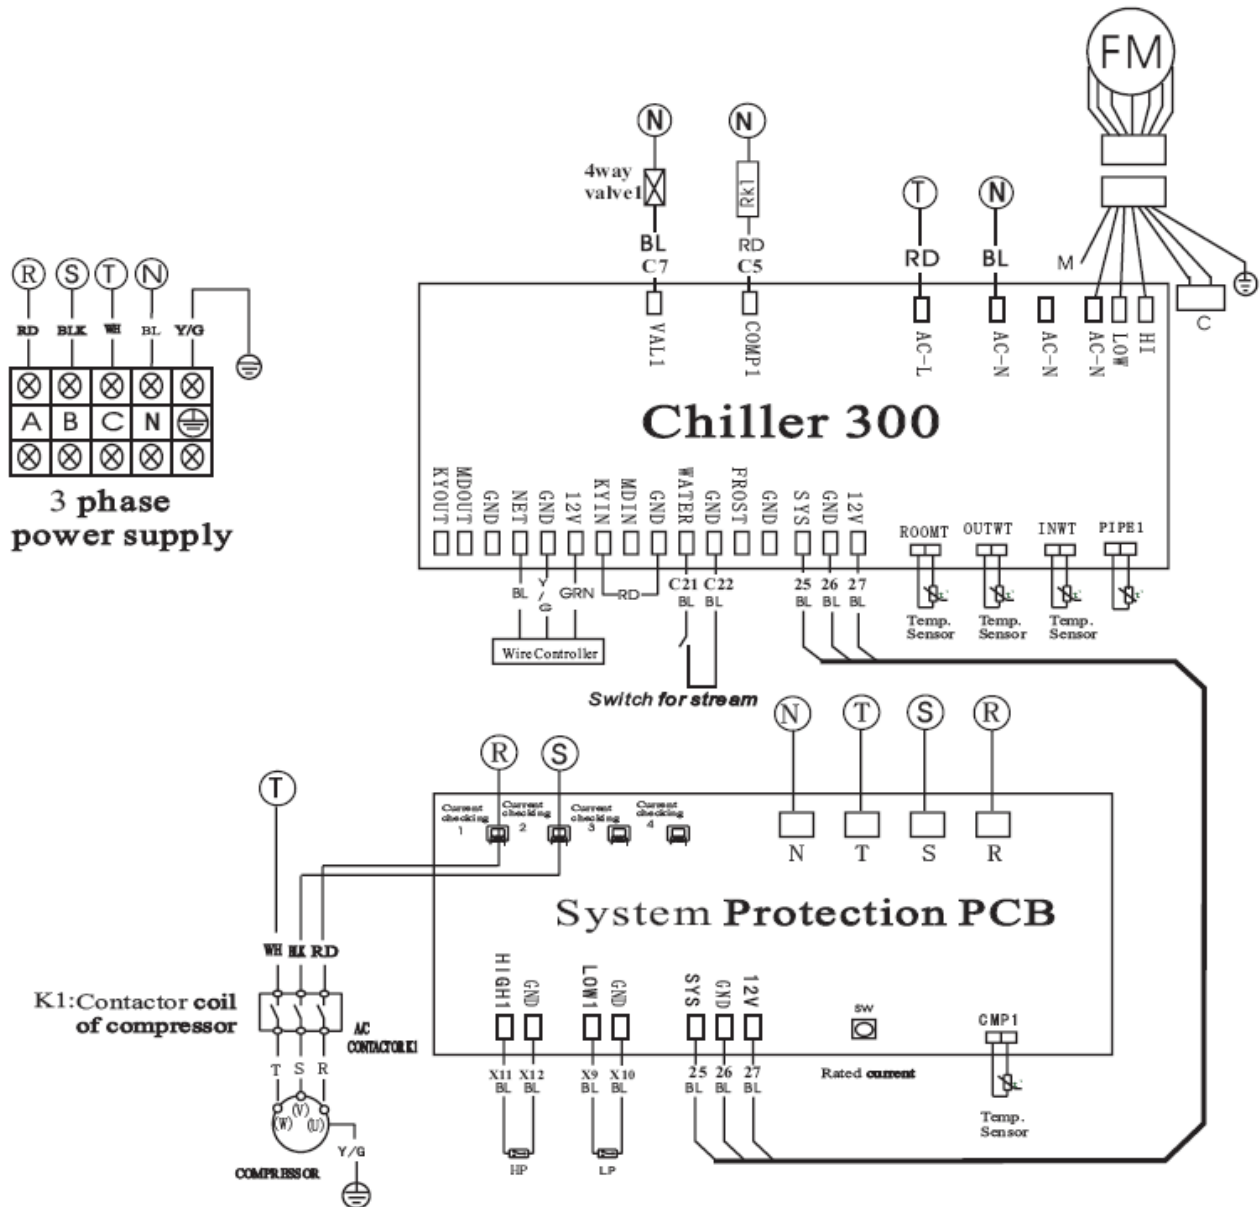 FM
N
N
4way
valve1
Rk1
T
N
BL
RD
RD
BL
M
C7
C5
C
R
S
T
N
RD
BLK
WH
BL
Y/G
VAL1
COMP1
AC-L
AC-N
AC-N
AC-N
LOW
HI
A
B
C
N
Chiller 300
3 phase
power supply
KYOUT
MDOUT
GND
NET
GND
12V
KYIN
MDIN
GND
WATER
GND
FROST
GND
SYS
GND
12V
ROOMT
OUTWT
INWT
PIPE1
BL
Y/G
GRN
RD
C21
C22
BL
BL
25
26
27
BL
BL
BL
Temp.
Sensor
Temp.
Sensor
Temp.
Sensor
Wire Controller
Switch for stream
N
T
S
R
R
S
T
Current
checking
1
Current
checking
2
Current
checking
3
Current
checking
4
N
T
S
R
System Protection PCB
WH
BLK
RD
HIGH1
GND
LOW1
GND
SYS
GND
12V
SW
CMP1
K1:Contactor coil
of compressor
A/C
CONTACTOR K1
Rated current
T
S
R
X11
X12
X9
X10
25
26
27
BL
BL
BL
BL
BL
BL
BL
(W)
(V)
(U)
Y/G
COMPRESSOR
HP
LP
Temp.
Sensor